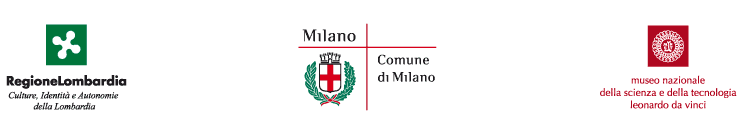 RegioneLombardia
Culture, Identità e Autonomie
della Lombardia
Milano
Comune
di Milano
museo nazionale
della scienza e della tecnologia
leonardo da vinci